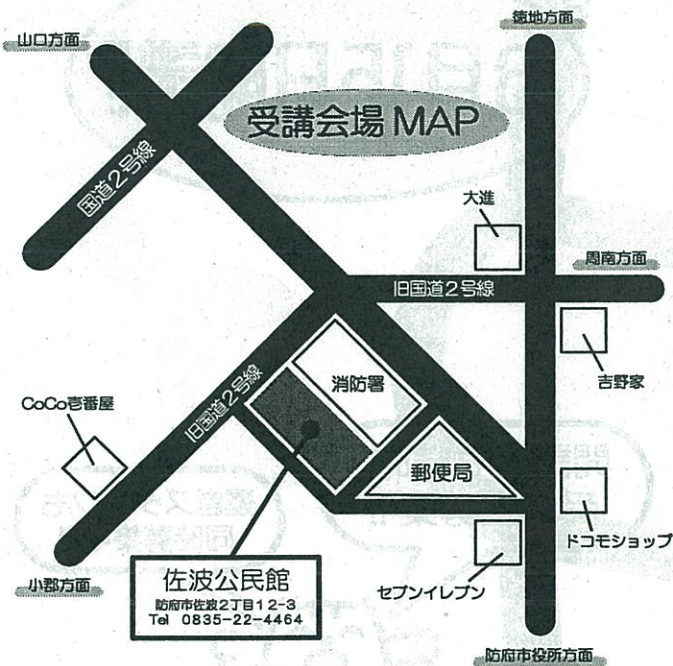 徳地方面
山口方面
受講会場 MAP
国道2号線
大進
周南方面
旧国道2号線
吉野家
消防署
CoCo壱番屋
旧国道2号線
郵便局
ドコモショップ
セブンイレブン
小郡方面
佐波公民館
防府市佐波2丁目12-3
Tel 0835-22-4464
防府市役所方面